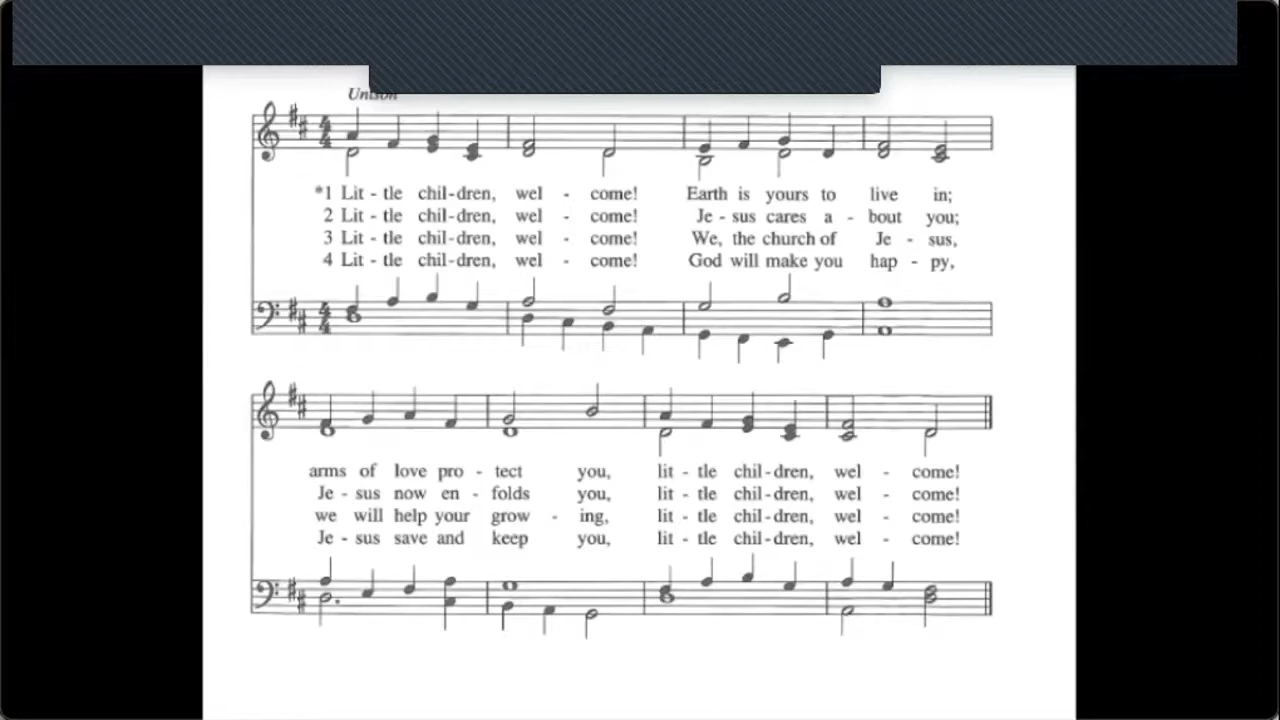 Unison
*1 Lit - tle chil-dren, wel - come! Earth is yours to live in;
2 Lit - tle chil-dren, wel - come! Je - sus cares a - bout you;
3 Lit - tle chil-dren, wel - come! We, the church of Je - sus,
4 Lit - tle chil-dren, wel - come! God will make you hap - py,
arms of love pro - tect you, lit - tle chil-dren, wel - come!
Je - sus now en - folds you, lit - tle chil-dren, wel - come!
we will help your grow - ing, lit - tle chil-dren, wel - come!
Je - sus save and keep you, lit - tle chil-dren, wel - come!